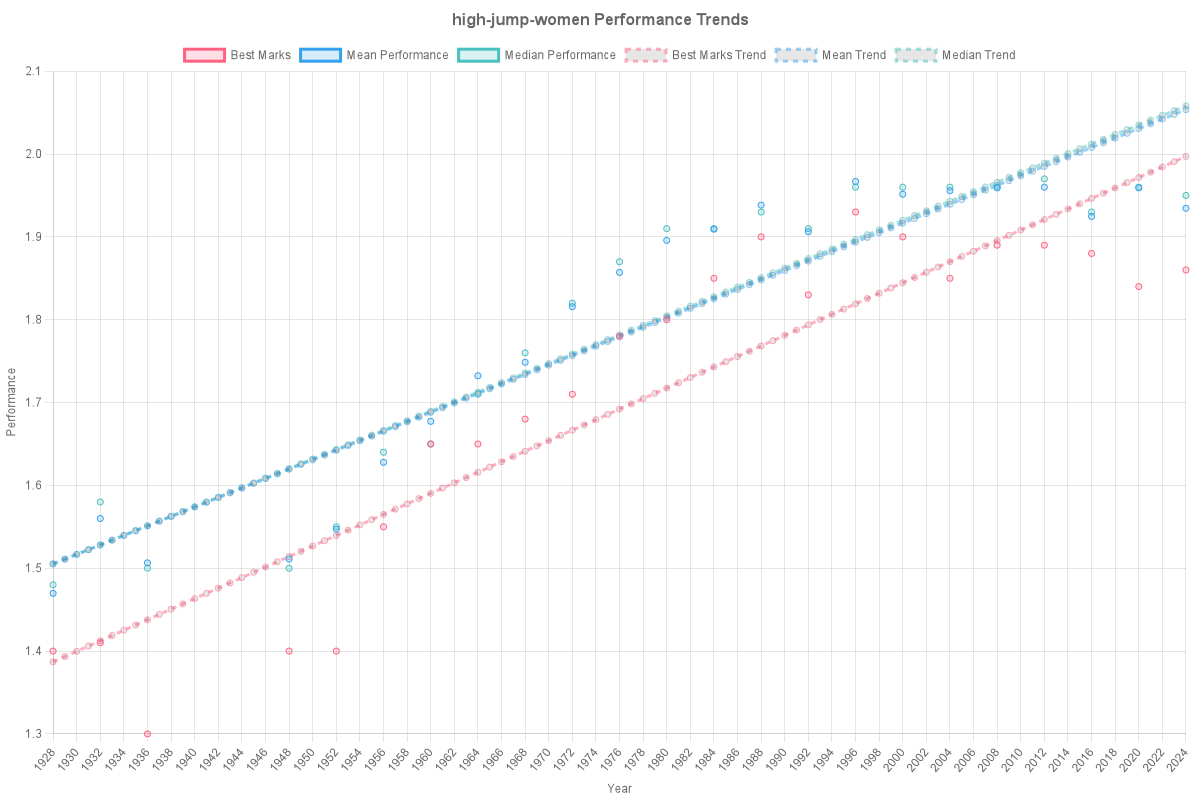 high-jump-women Performance Trends
Best Marks Mean Performance Median Performance Best Marks Trend Mean Trend Median Trend
2.1
2.0
1.9
1.8
1.7
1.6
1.5
1.4
1.3
Performance
1928 1930 1932 1934 1936 1938 1940 1942 1944 1946 1948 1950 1952 1954 1956 1958 1960 1962 1964 1966 1968 1970 1972 1974 1976 1978 1980 1982 1984 1986 1988 1990 1992 1994 1996 1998 2000 2002 2004 2006 2008 2010 2012 2014 2016 2018 2020 2022 2024
Year